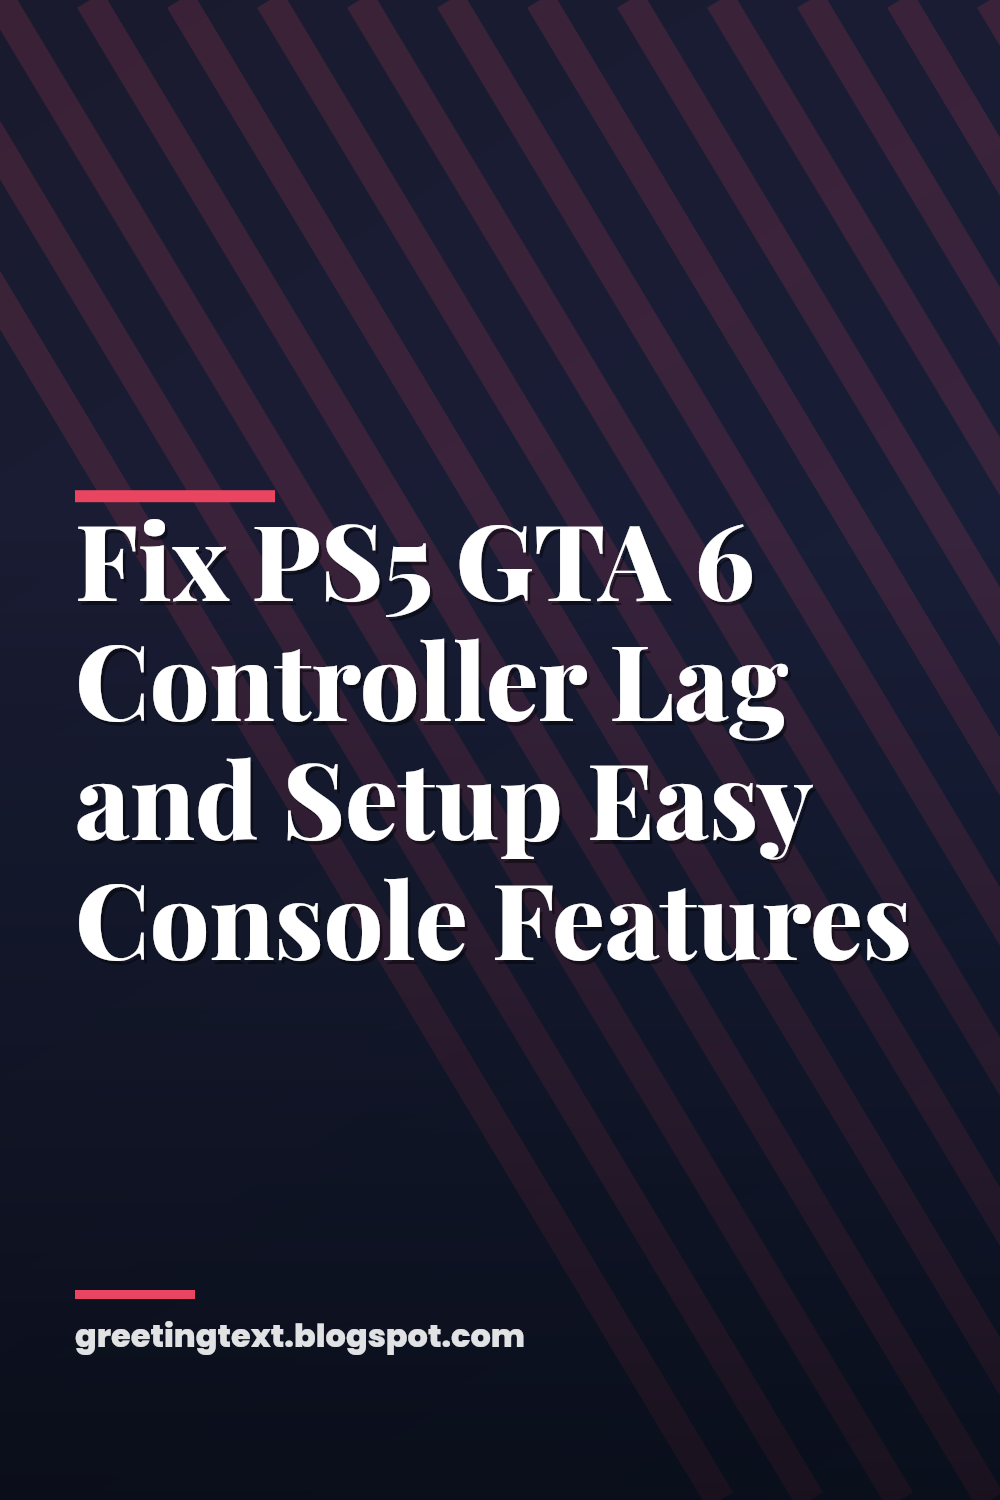 Fix PS5 GTA 6
Controller Lag
and Setup Easy
Console Features
greetingtext.blogspot.com